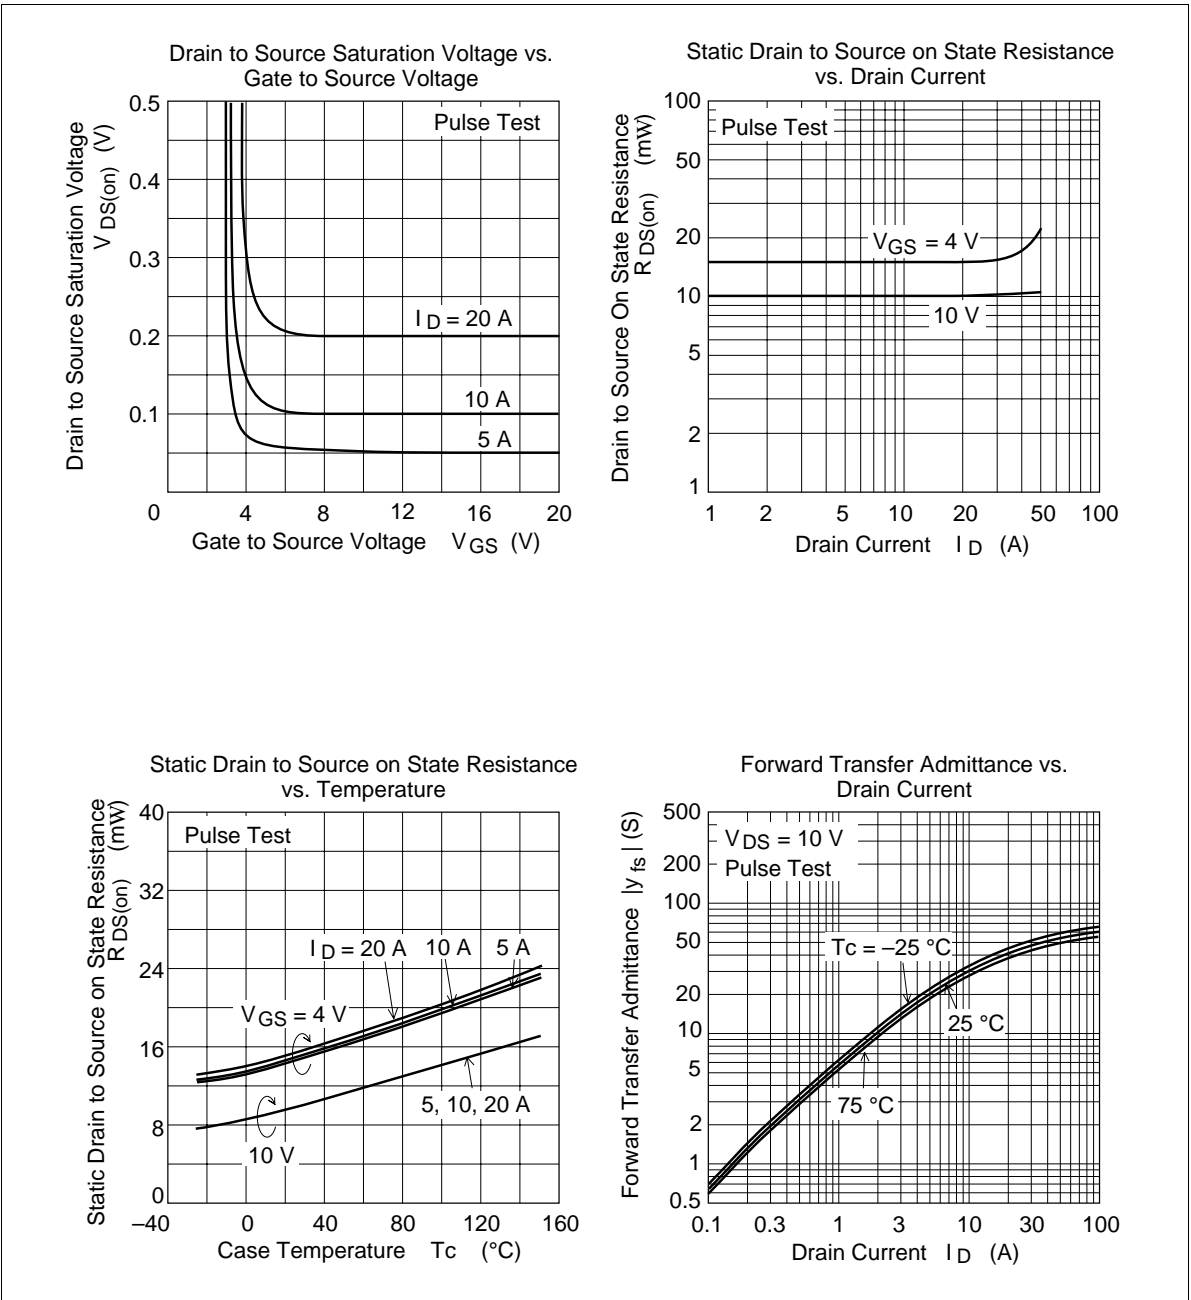 Drain to Source Saturation Voltage vs.
Gate to Source Voltage
Drain to Source Saturation Voltage
V DS(on) (V)
0.5
0.4
0.3
0.2
0.1
Pulse Test
I D = 20 A
10 A
5 A
0 4 8 12 16 20
Gate to Source Voltage V GS (V)
Static Drain to Source on State Resistance
vs. Drain Current
Drain to Source On State Resistance
R DS(on) (mW)
100
50
20
10
5
2
1
Pulse Test
V GS = 4 V
10 V
1 2 5 10 20 50 100
Drain Current I D (A)
Static Drain to Source on State Resistance
vs. Temperature
Static Drain to Source on State Resistance
R DS(on) (mW)
40
32
24
16
8
0
Pulse Test
I D = 20 A 10 A 5 A
V GS = 4 V
5, 10, 20 A
10 V
–40 0 40 80 120 160
Case Temperature Tc (°C)
Forward Transfer Admittance vs.
Drain Current
Forward Transfer Admittance |y fs | (S)
500
200
100
50
20
10
5
2
1
0.5
V DS = 10 V
Pulse Test
Tc = –25 °C
25 °C
75 °C
0.1 0.3 1 3 10 30 100
Drain Current I D (A)